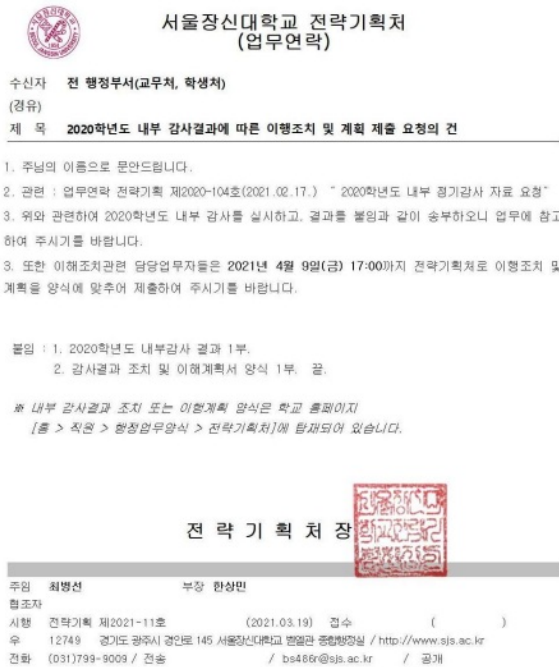 서울장신대학교 전략기획처
(업무연락)
수신자 전 행정부서(교무처, 학생처)
(경유)
제 목 2020학년도 내부 감사결과에 따른 이행조치 및 계획 제출 요청의 건
1. 주님의 이름으로 문안드립니다.
2. 관련 : 업무연락 전략기획 제2020-104호(2021.02.17.) “ 2020학년도 내부 정기감사 자료 요청”
3. 위와 관련하여 2020학년도 내부 감사를 실시하고, 결과를 붙임과 같이 송부하오니 업무에 참고
하여 주시기를 바랍니다.
3. 또한 이해조치관련 담당업무자들은 2021년 4월 9일(금) 17:00까지 전략기획처로 이행조치 및
계획을 양식에 맞추어 제출하여 주시기를 바랍니다.
붙임 : 1. 2020학년도 내부감사 결과 1부.
2. 감사결과 조치 및 이해계획서 양식 1부. 끝.
※ 내부 감사결과 조치 또는 이행계획 양식은 학교 홈페이지
[홈 > 직원 > 행정업무양식 > 전략기획처]에 탑재되어 있습니다.
전 략 기 획 처 장
주임 최병선 부장 한상민
협조자
시행 전략기획 제2021-11호 (2021.03.19) 접수 ( )
우 12749 경기도 광주시 경안로 145 서울장신대학교 벧엘관 종합행정실 / http://www.sjs.ac.kr
전화 (031)799-9009 / 전송 / bs486r@sjs.ac.kr / 공개